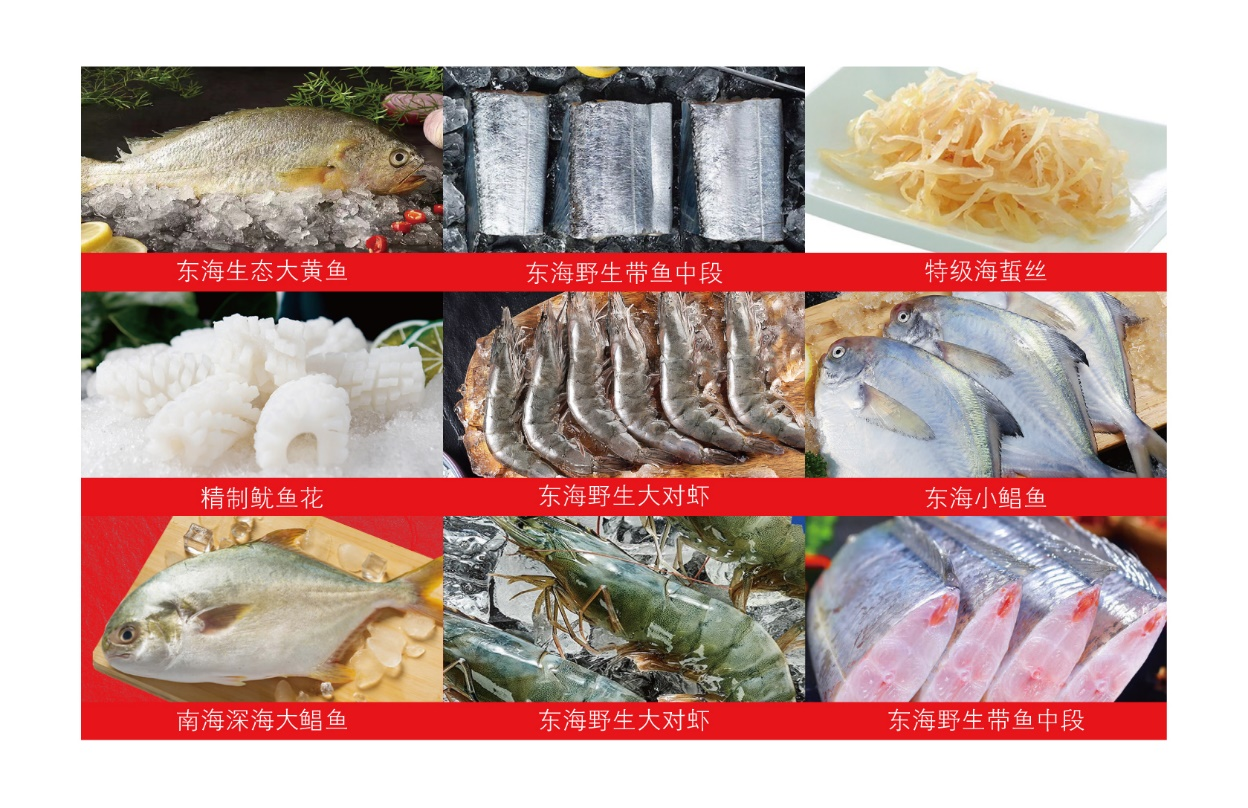 东海生态大黄鱼
东海野生带鱼中段
特级海蜇丝
精制鱿鱼花
东海野生大对虾
东海小鲳鱼
南海深海大鲳鱼
东海野生大对虾
东海野生带鱼中段